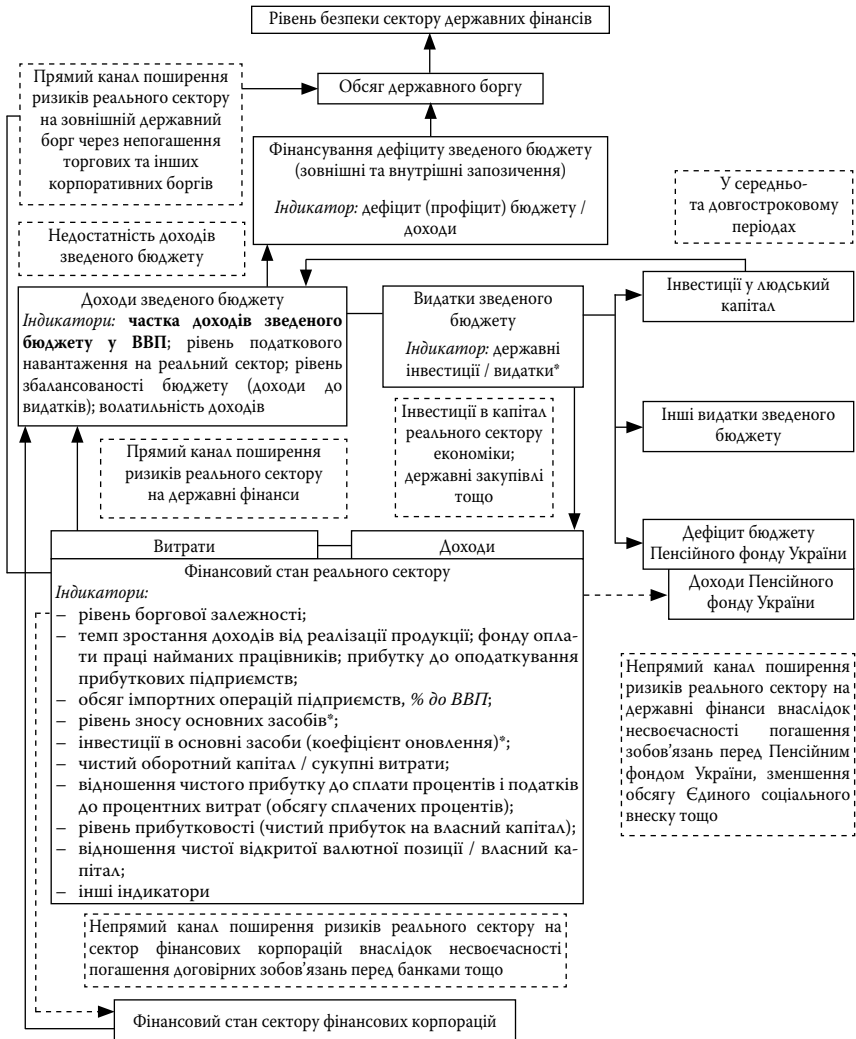 Рівень безпеки сектору державних фінансів
Прямий канал поширення
ризиків реального сектору
на зовнішній державний
борг через непогашення
торгових та інших
корпоративних боргів
Обсяг державного боргу
Фінансування дефіциту зведеного бюджету
(зовнішні та внутрішні запозичення)
Індикатор: дефіцит (профіцит) бюджету /
доходи
У середньо-
та довгостроковому
періодах
Недостатність доходів
зведеного бюджету
Доходи зведеного бюджету
Індикатори: частка доходів зведеного
бюджету у ВВП; рівень податкового
навантаження на реальний сектор; рівень
збалансованості бюджету (доходи до
видатків); волатильність доходів
Видатки зведеного
бюджету
Індикатор: державні
інвестиції / видатки*
Інвестиції у людський
капітал
Інші видатки зведеного
бюджету
Прямий канал поширення
ризиків реального сектору
на державні фінанси
Інвестиції в капітал
реального сектору
економіки;
державні закупівлі
тощо
Дефіцит бюджету
Пенсійного фонду України
Доходи Пенсійного
фонду України
Витрати
Доходи
Фінансовий стан реального сектору
Індикатори:
– рівень боргової залежності;
– темп зростання доходів від реалізації продукції; фонду опла-
ти праці найманих працівників; прибутку до оподаткування
прибуткових підприємств;
– обсяг імпортних операцій підприємств, % до ВВП;
– рівень зносу основних засобів*;
– інвестиції в основні засоби (коефіцієнт оновлення)*;
– чистий оборотний капітал / сукупні витрати;
– відношення чистого прибутку до сплати процентів і податків
до процентних витрат (обсягу сплачених процентів);
– рівень прибутковості (чистий прибуток на власний капітал);
– відношення чистої відкритої валютної позиції / власний ка-
пітал;
– інші індикатори
Непрямий канал поширення
ризиків реального сектору на
державні фінанси внаслідок
несвоєчасності погашення
зобов'язань перед Пенсійним
фондом України, зменшення
обсягу Єдиного соціального
внеску тощо
Непрямий канал поширення ризиків реального сектору на
сектор фінансових корпорацій внаслідок несвоєчасності
погашення договірних зобов'язань перед банками тощо
Фінансовий стан сектору фінансових корпорацій